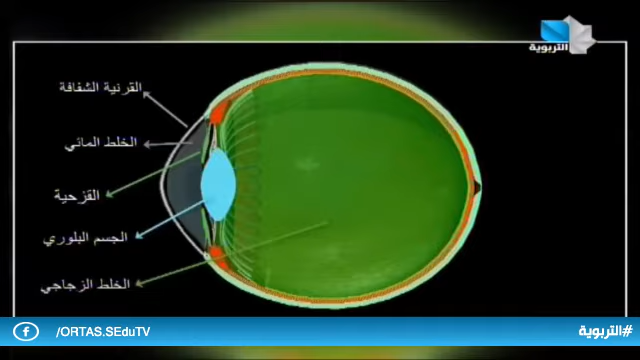 التربوية
القرنية الشفافة
الخلط المائي
القزحية
الجسم البلوري
الخلط الزجاجي
/ORTAS.SEduTV
#التربوية